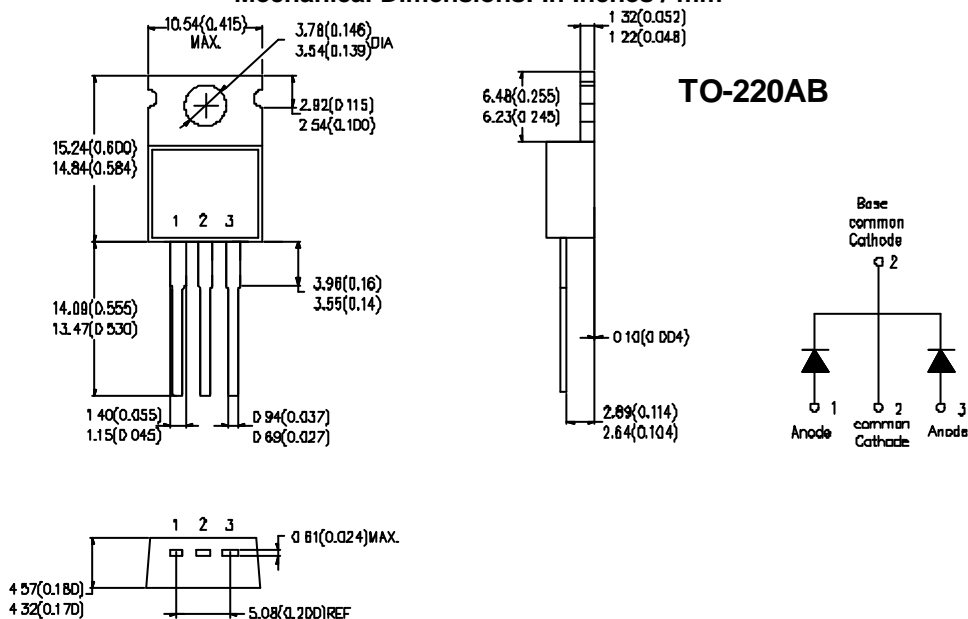 Mechanical Dimensions: In Inches / mm
10.54(0.415)
MAX.
3.78(0.146)
3.54(0.139)
DIA
1 32(0.052)
1 22(0.048)
TO-220AB
2.92(0 115)
2 54(0.100)
6.48(0.255)
6.23(0 245)
15.24(0.600)
14.84(0.584)
1 2 3
Base
common
Cathode
2
3.96(0.16)
3.55(0.14)
14.09(0.555)
13.47(0 530)
0 10(0 004)
1 40(0.055)
1.15(0 045)
0 94(0.037)
0 69(0.027)
2.89(0.114)
2.64(0.104)
1 2 3
Anode
common
Cathode
Anode
1 2 3
0 61(0.024)MAX.
4 57(0.180)
4 32(0.170)
5.08(0.200)REF